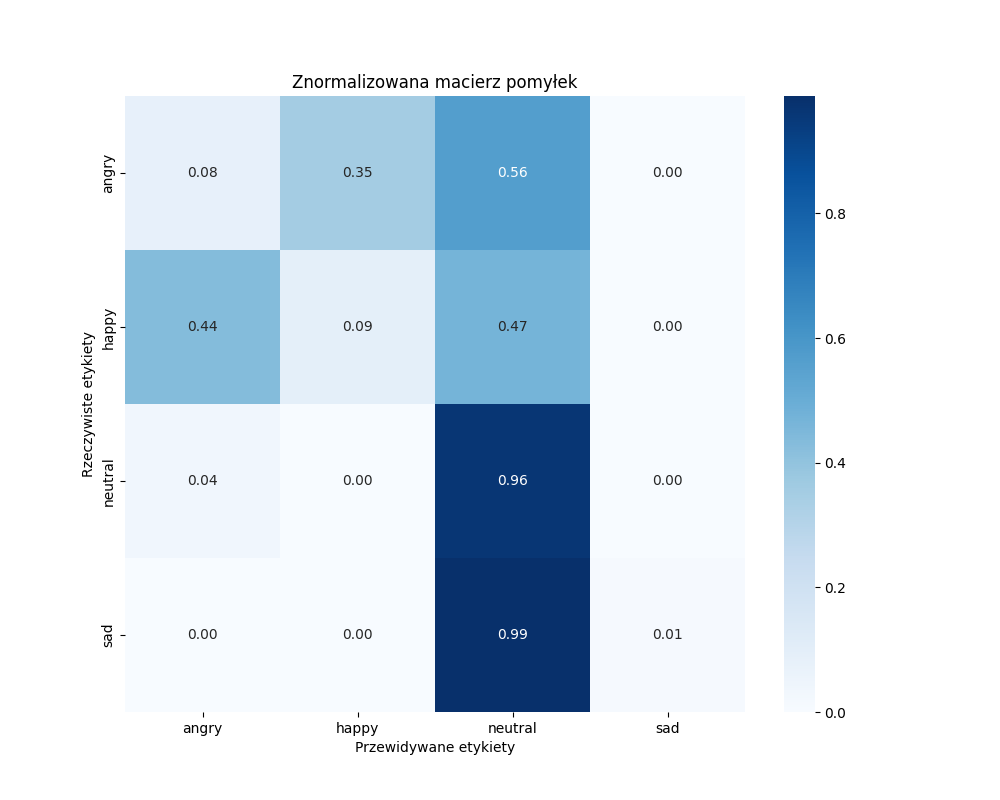 Znormalizowana macierz pomyłek
angry 0.08 0.35 0.56 0.00
happy 0.44 0.09 0.47 0.00
neutral 0.04 0.00 0.96 0.00
sad 0.00 0.00 0.99 0.01
Rzeczywiste etykiety
angry happy neutral sad
Przewidywane etykiety
0.8
0.6
0.4
0.2
0.0